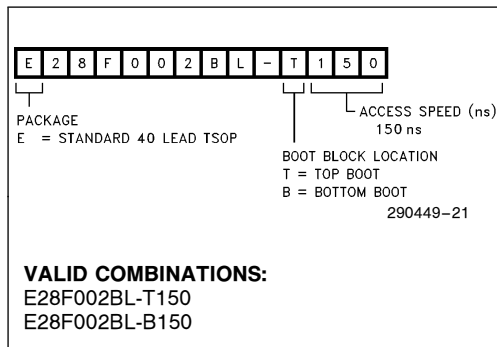 E28F002BL-T150
PACKAGE
E = STANDARD 40 LEAD TSOP
ACCESS SPEED (ns)
150 ns
BOOT BLOCK LOCATION
T = TOP BOOT
B = BOTTOM BOOT
290449-21
VALID COMBINATIONS:
E28F002BL-T150
E28F002BL-B150